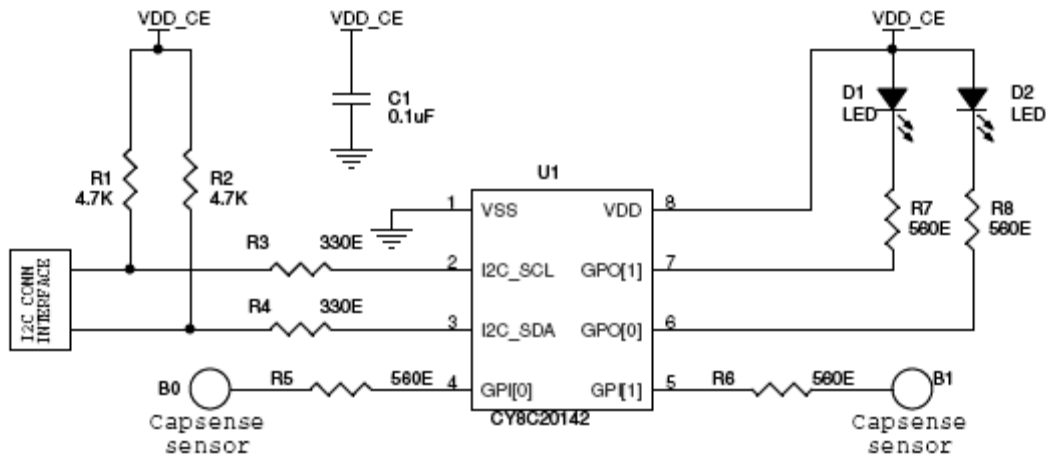 VDD_CE
VDD_CE
VDD_CE
C1
0.1uF
D1
LED
D2
LED
R1
4.7K
R2
4.7K
U1
R7
560E
R8
560E
1
VSS
VDD
8
R3
330E
2
I2C_SCL
GPO[1]
7
I2C CONN
INTERFACE
R4
330E
3
I2C_SDA
GPO[0]
6
B0
R5
560E
4
GPI[0]
GPI[1]
5
R6
560E
B1
CY8C20142
Capsense
sensor
Capsense
sensor